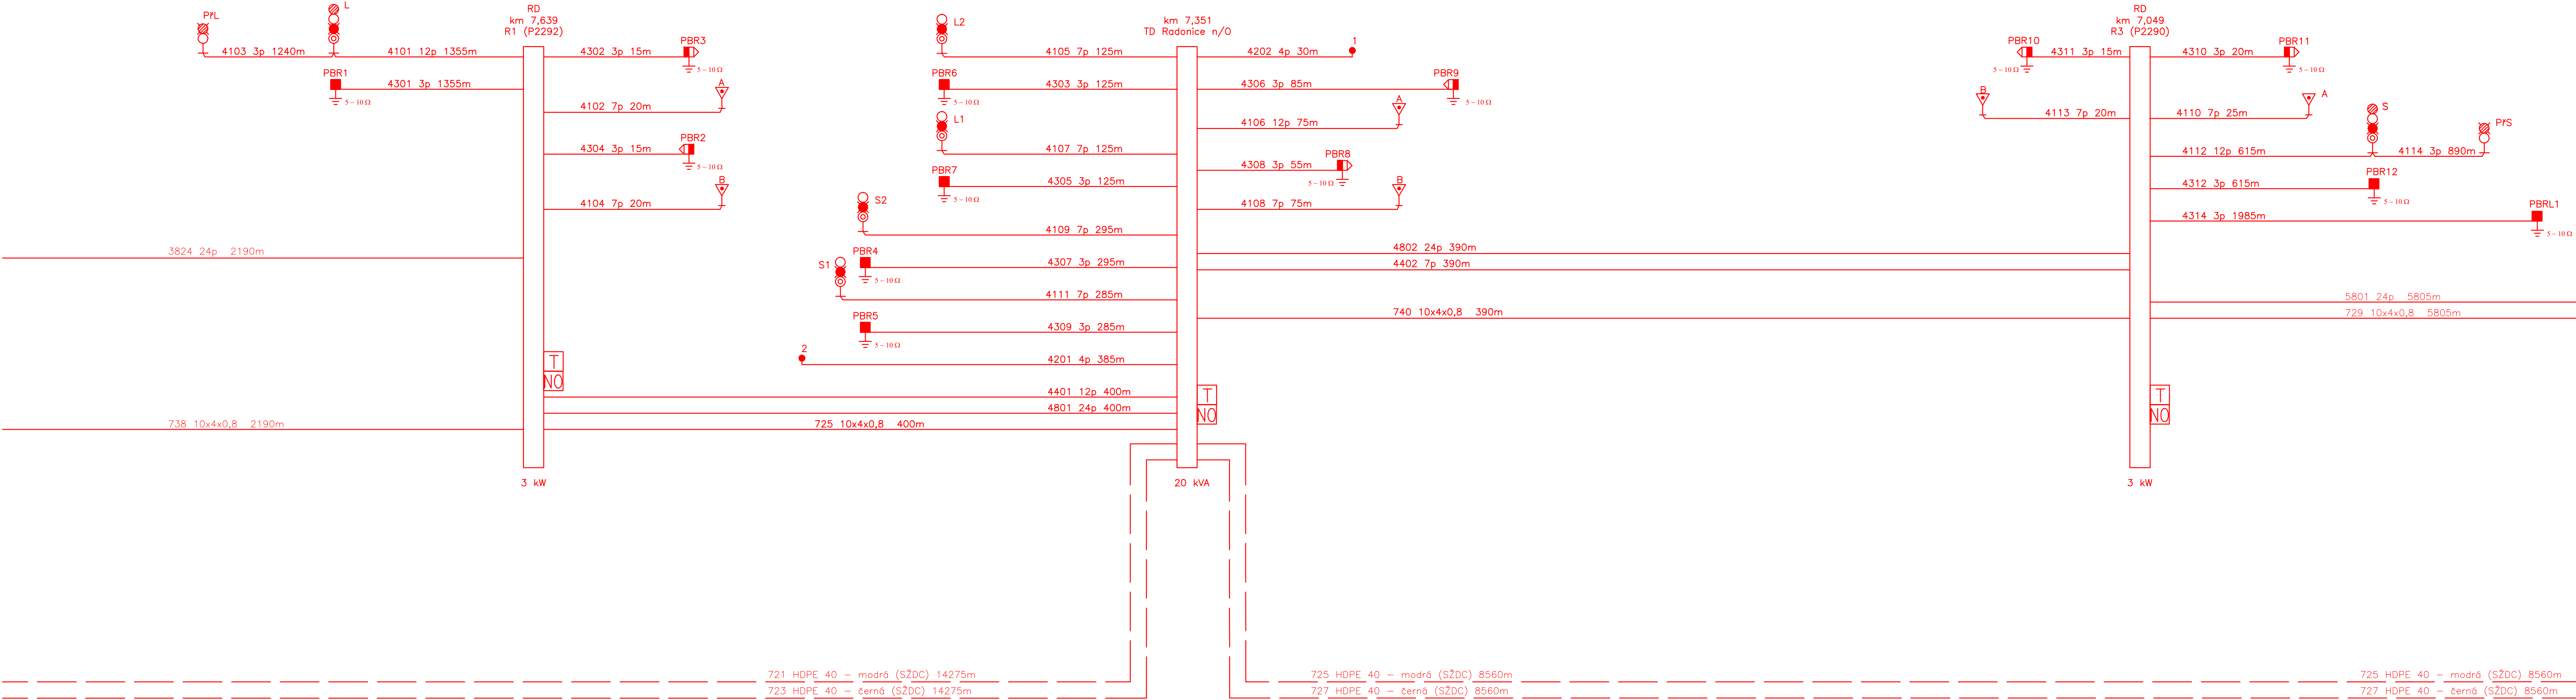 PřL
L
4103 3p 1240m
4101 12p 1355m
PBR1
4301 3p 1355m
5-10 Ω
3824 24p 2190m
738 10x4x0,8 2190m
RD
km 7,639
R1 (P2292)
4302 3p 15m
PBR3
5-10 Ω
A
4102 7p 20m
PBR2
4304 3p 15m
5-10 Ω
B
4104 7p 20m
T
NO
3 kW
L2
4105 7p 125m
PBR6
4303 3p 125m
5-10 Ω
L1
4107 7p 125m
PBR7
4305 3p 125m
5-10 Ω
S2
4109 7p 295m
PBR4
4307 3p 295m
5-10 Ω
S1
4111 7p 285m
PBR5
4309 3p 285m
5-10 Ω
2
4201 4p 385m
4401 12p 400m
4801 24p 400m
725 10x4x0,8 400m
km 7,351
TD Radonice n/O
1
4202 4p 30m
PBR9
4306 3p 85m
5-10 Ω
A
4106 12p 75m
PBR8
4308 3p 55m
5-10 Ω
B
4108 7p 75m
4802 24p 390m
4402 7p 390m
740 10x4x0,8 390m
T
NO
20 kVA
RD
km 7,049
R3 (P2290)
PBR10
4311 3p 15m
5-10 Ω
B
4113 7p 20m
4310 3p 20m
PBR11
5-10 Ω
A
4110 7p 25m
S
PřS
4112 12p 615m
4114 3p 890m
PBR12
4312 3p 615m
5-10 Ω
PBRL1
4314 3p 1985m
5-10 Ω
5801 24p 5805m
729 10x4x0,8 5805m
T
NO
3 kW
721 HDPE 40 - modrá (SŽDC) 14275m
723 HDPE 40 - černá (SŽDC) 14275m
725 HDPE 40 - modrá (SŽDC) 8560m
727 HDPE 40 - černá (SŽDC) 8560m
725 HDPE 40 - modrá (SŽDC) 8560m
727 HDPE 40 - černá (SŽDC) 8560m